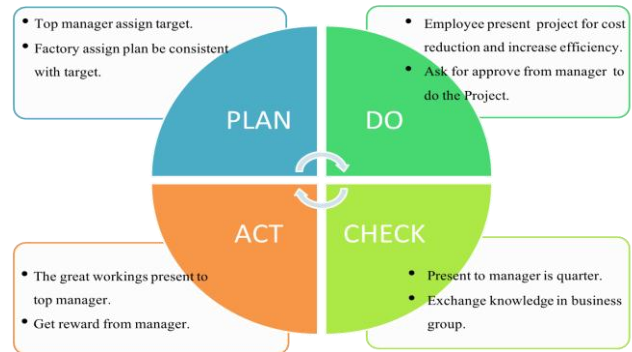 • Top manager assign target.
• Factory assign plan be consistent
with target.
• Employee present project for cost
reduction and increase efficiency.
• Ask for approve from manager to
do the Project.
PLAN
DO
ACT
CHECK
• The great workings present to
top manager.
• Get reward from manager.
• Present to manager is quarter.
• Exchange knowledge in business
group.